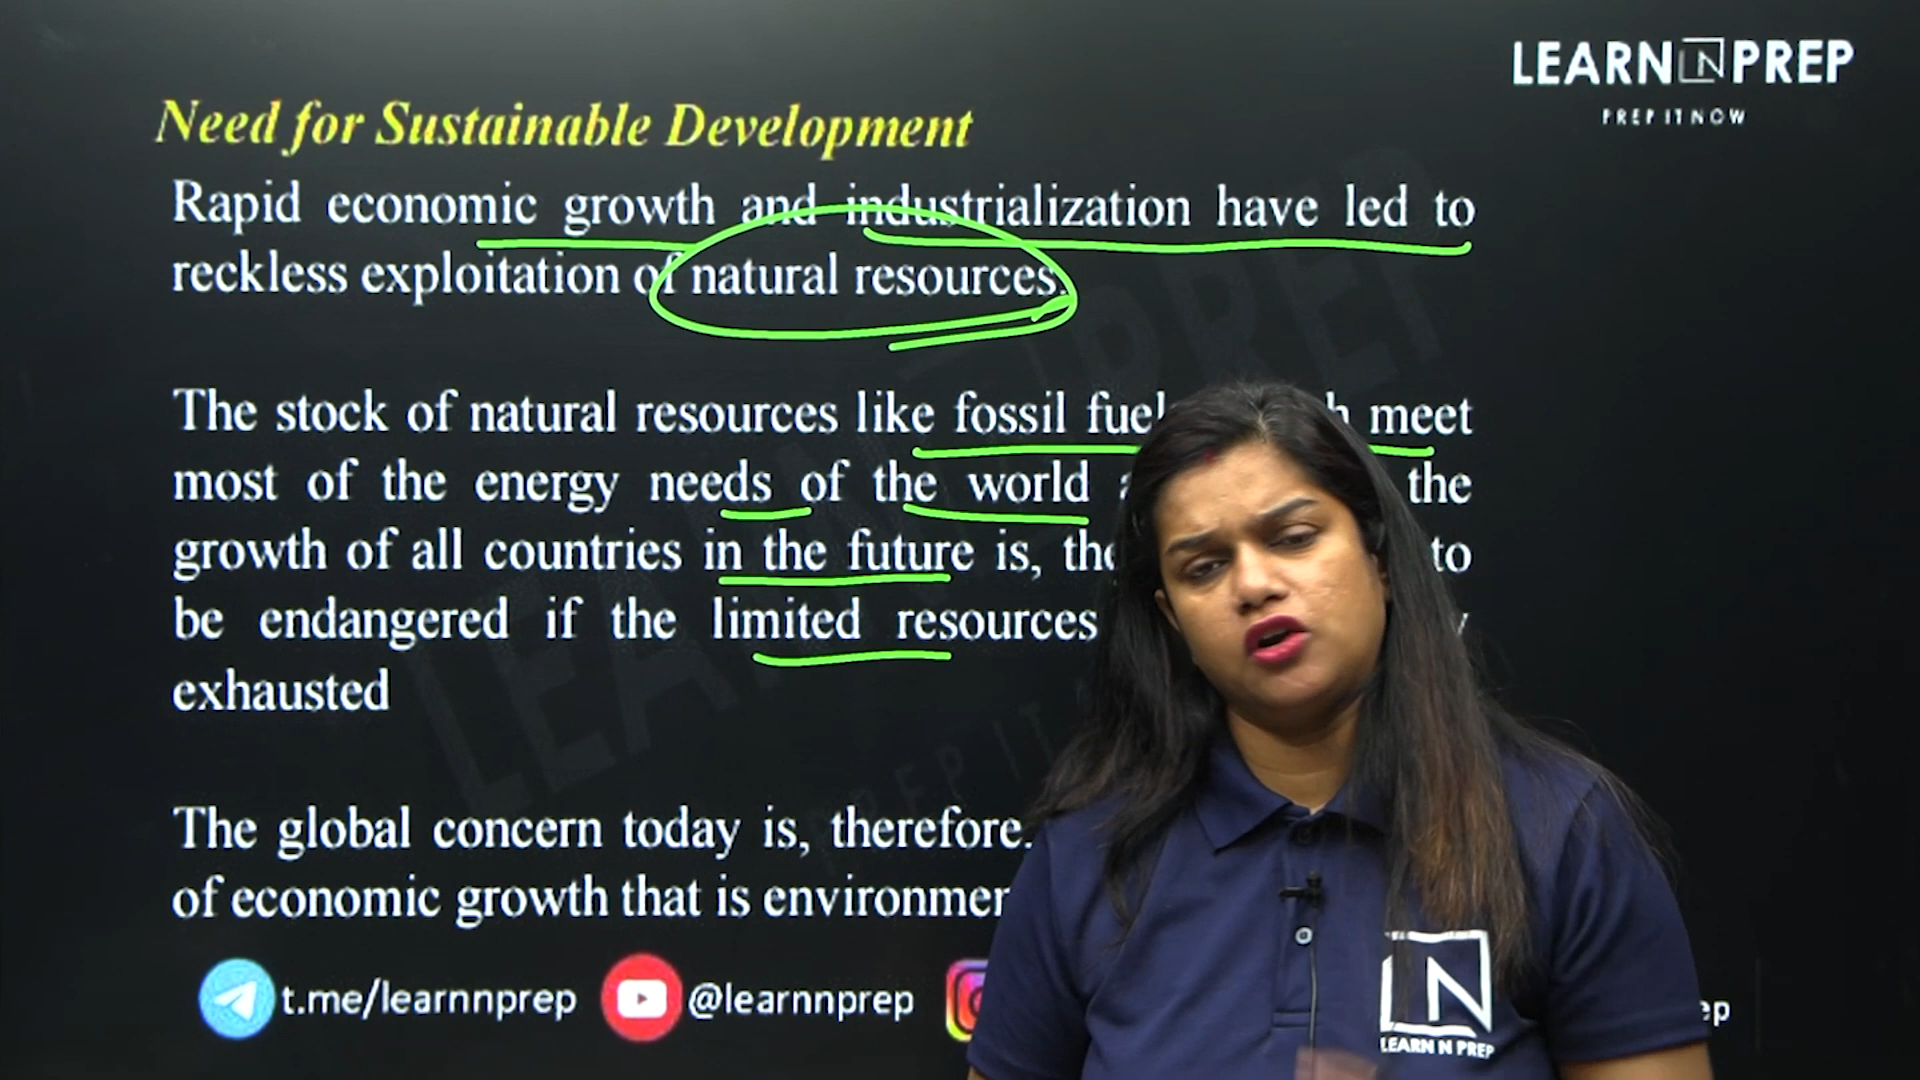 LEARN N PREP
PREP IT NOW
Need for Sustainable Development
Rapid economic growth and industrialization have led to
reckless exploitation of natural resources.
The stock of natural resources like fossil meet
most of the energy needs of the world the
growth of all countries in the future is, to
be endangered if the limited resources
exhausted
The global concern today is, therefore.
of economic growth that is
t.me/learnnprep
@learnnprep
N
LEARN N PREP